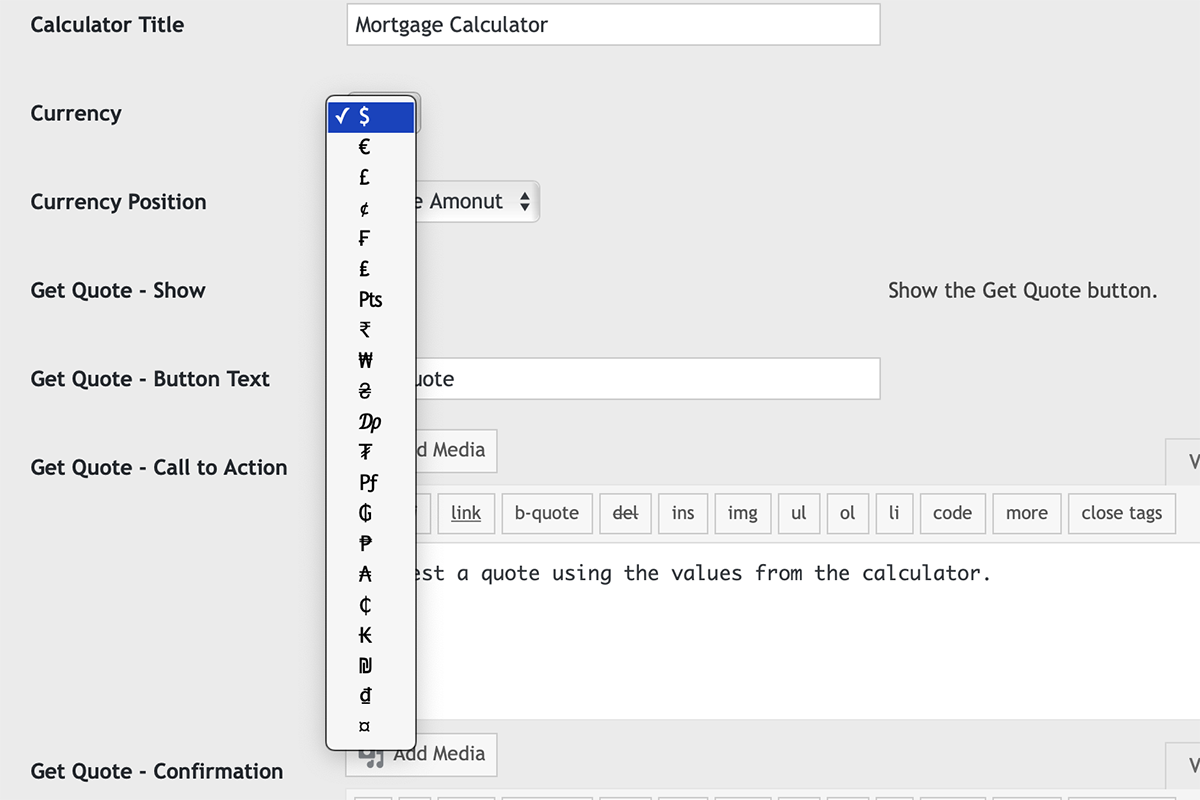 Calculator Title
Mortgage Calculator
Currency
✓ $
€
£
¢
₣
₤
₧
₹
₩
₴
₯
₮
₰
₲
₱
₳
₵
₭
₪
₫
¤
Currency Position
Amonut
Get Quote - Show
Show the Get Quote button.
Get Quote - Button Text
uote
Get Quote - Call to Action
d Media
V
link b-quote del ins img ul ol li code more close tags
est a quote using the values from the calculator.
Get Quote - Confirmation
Add Media
V